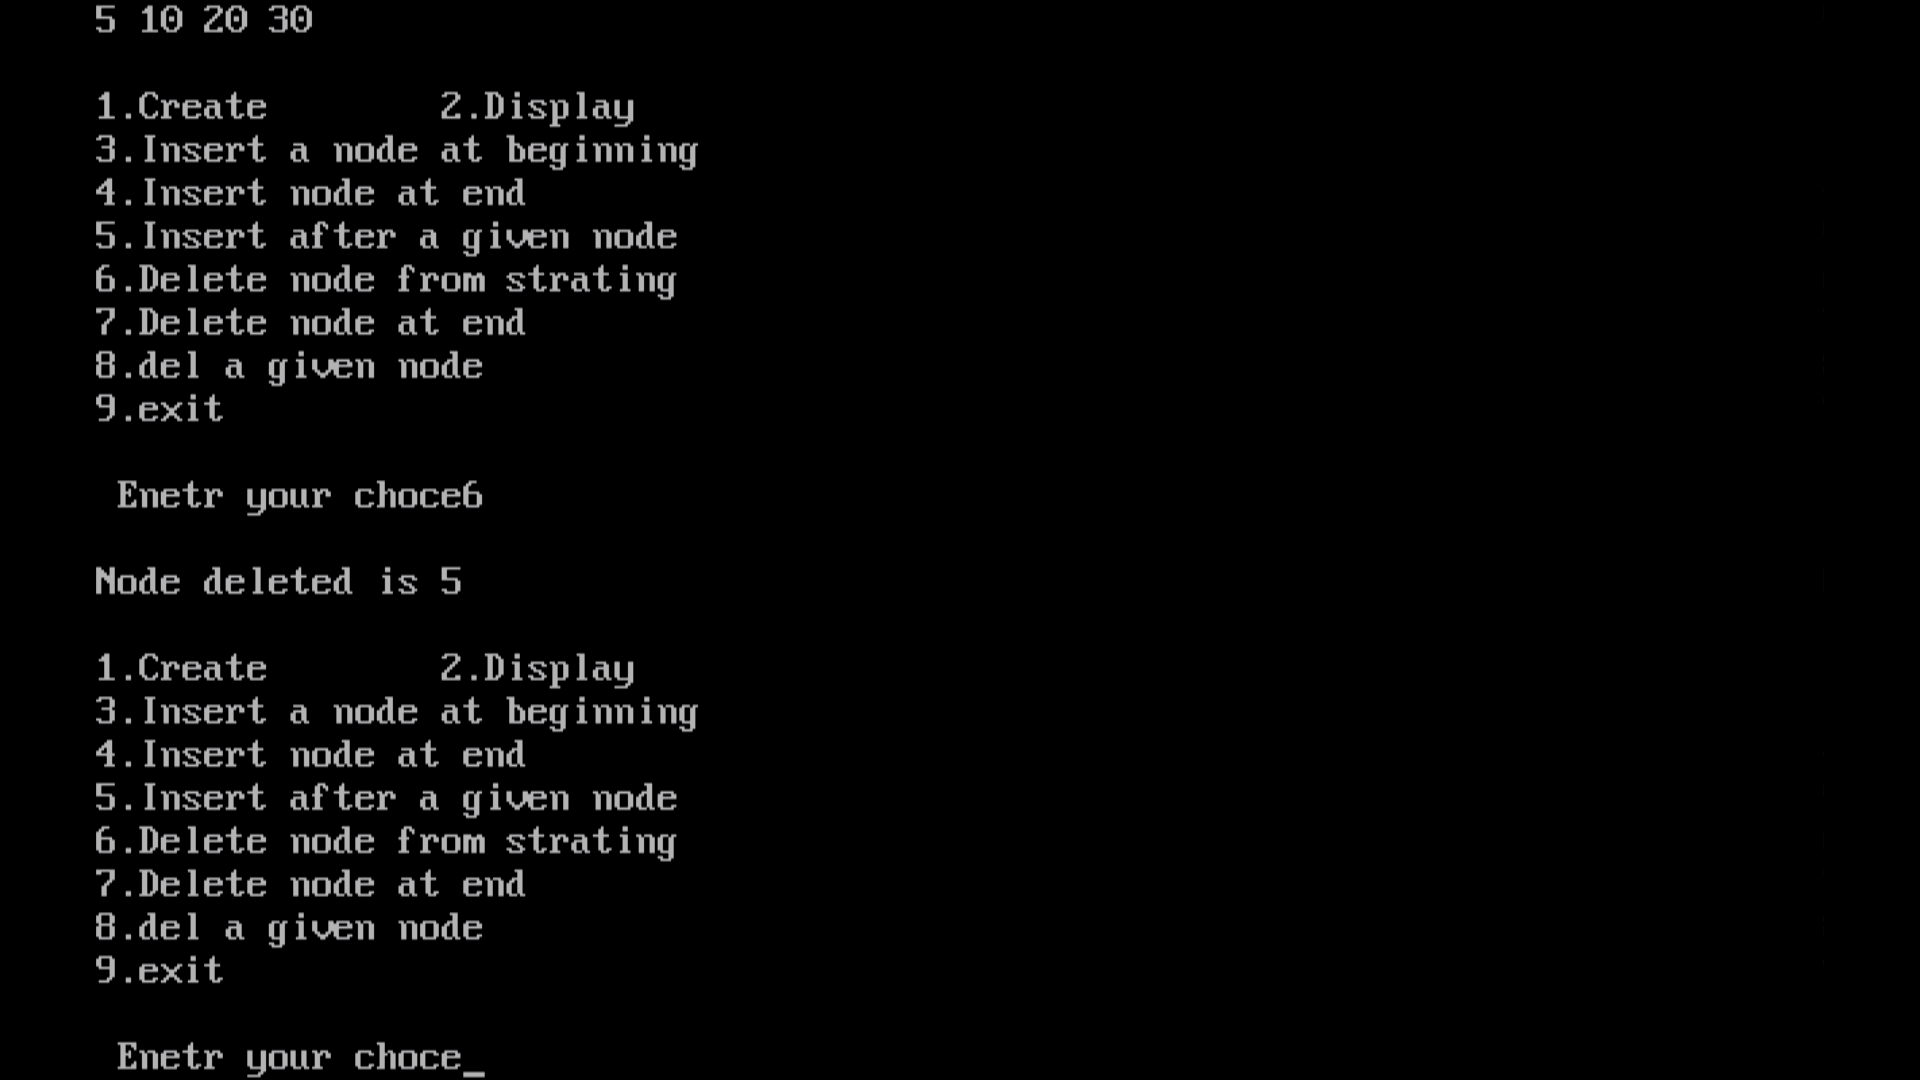 5 10 20 30
1.Create        2.Display
3.Insert a node at beginning
4.Insert node at end
5.Insert after a given node
6.Delete node from strating
7.Delete node at end
8.del a given node
9.exit
Enetr your choce6
Node deleted is 5
1.Create        2.Display
3.Insert a node at beginning
4.Insert node at end
5.Insert after a given node
6.Delete node from strating
7.Delete node at end
8.del a given node
9.exit
Enetr your choce_